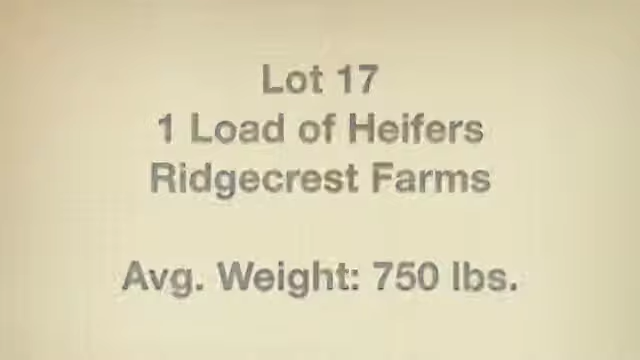 Lot 17
1 Load of Heifers
Ridgecrest Farms
Avg. Weight: 750 lbs.